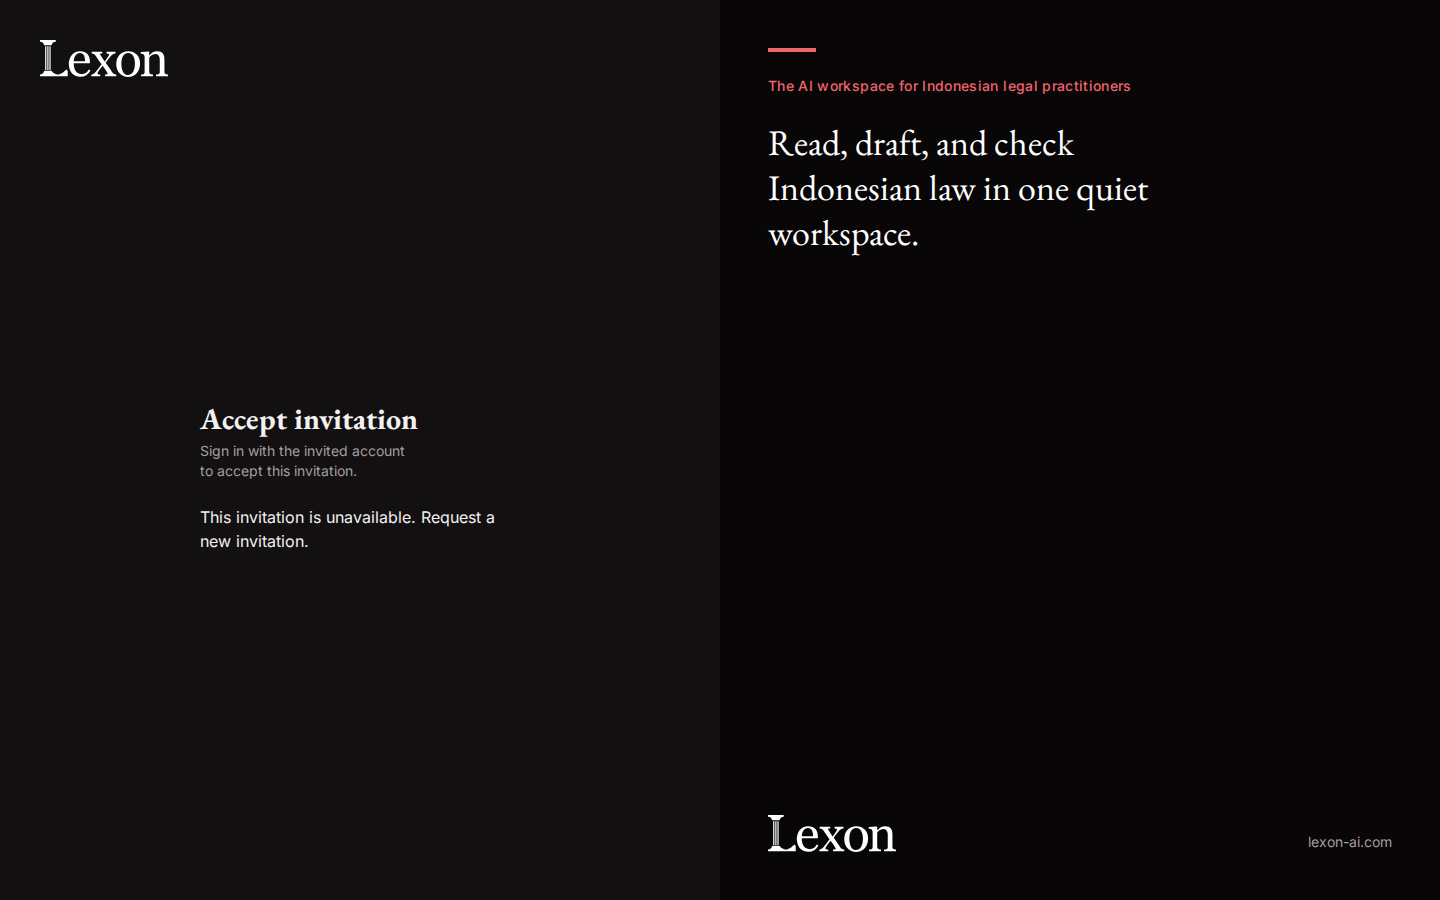 Lexon
Accept invitation
Sign in with the invited account
to accept this invitation.
This invitation is unavailable. Request a
new invitation.
The AI workspace for Indonesian legal practitioners
Read, draft, and check
Indonesian law in one quiet
workspace.
Lexon
lexon-ai.com